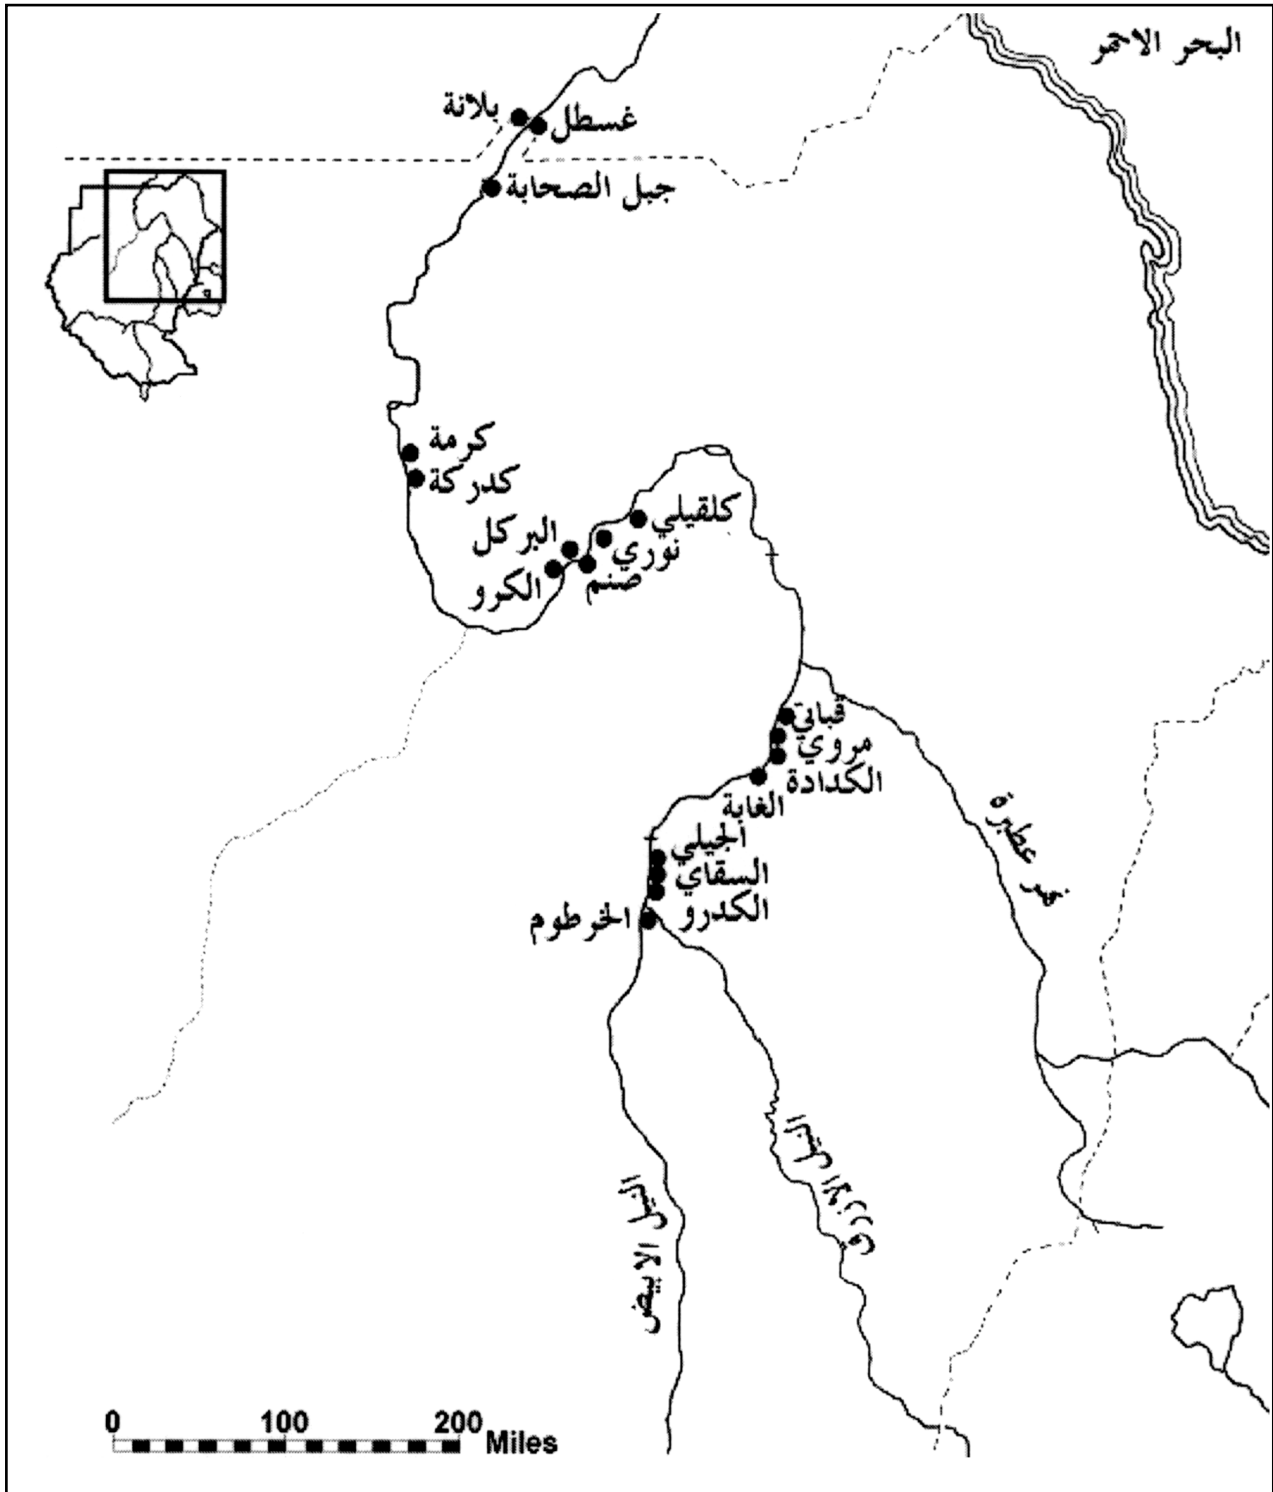 البحر الاحمر
بلانة
غسطل
جبل الصحابة
كرمة
كدركة
كلقيلي
البركل
نوري
صنم
الكرو
قباتي
مروي
الكدادة
الغابة
الجيلي
السقاي
الكدرو
الخرطوم
نهر عطبرة
النيل الازرق
النيل الابيض
0 100 200 Miles